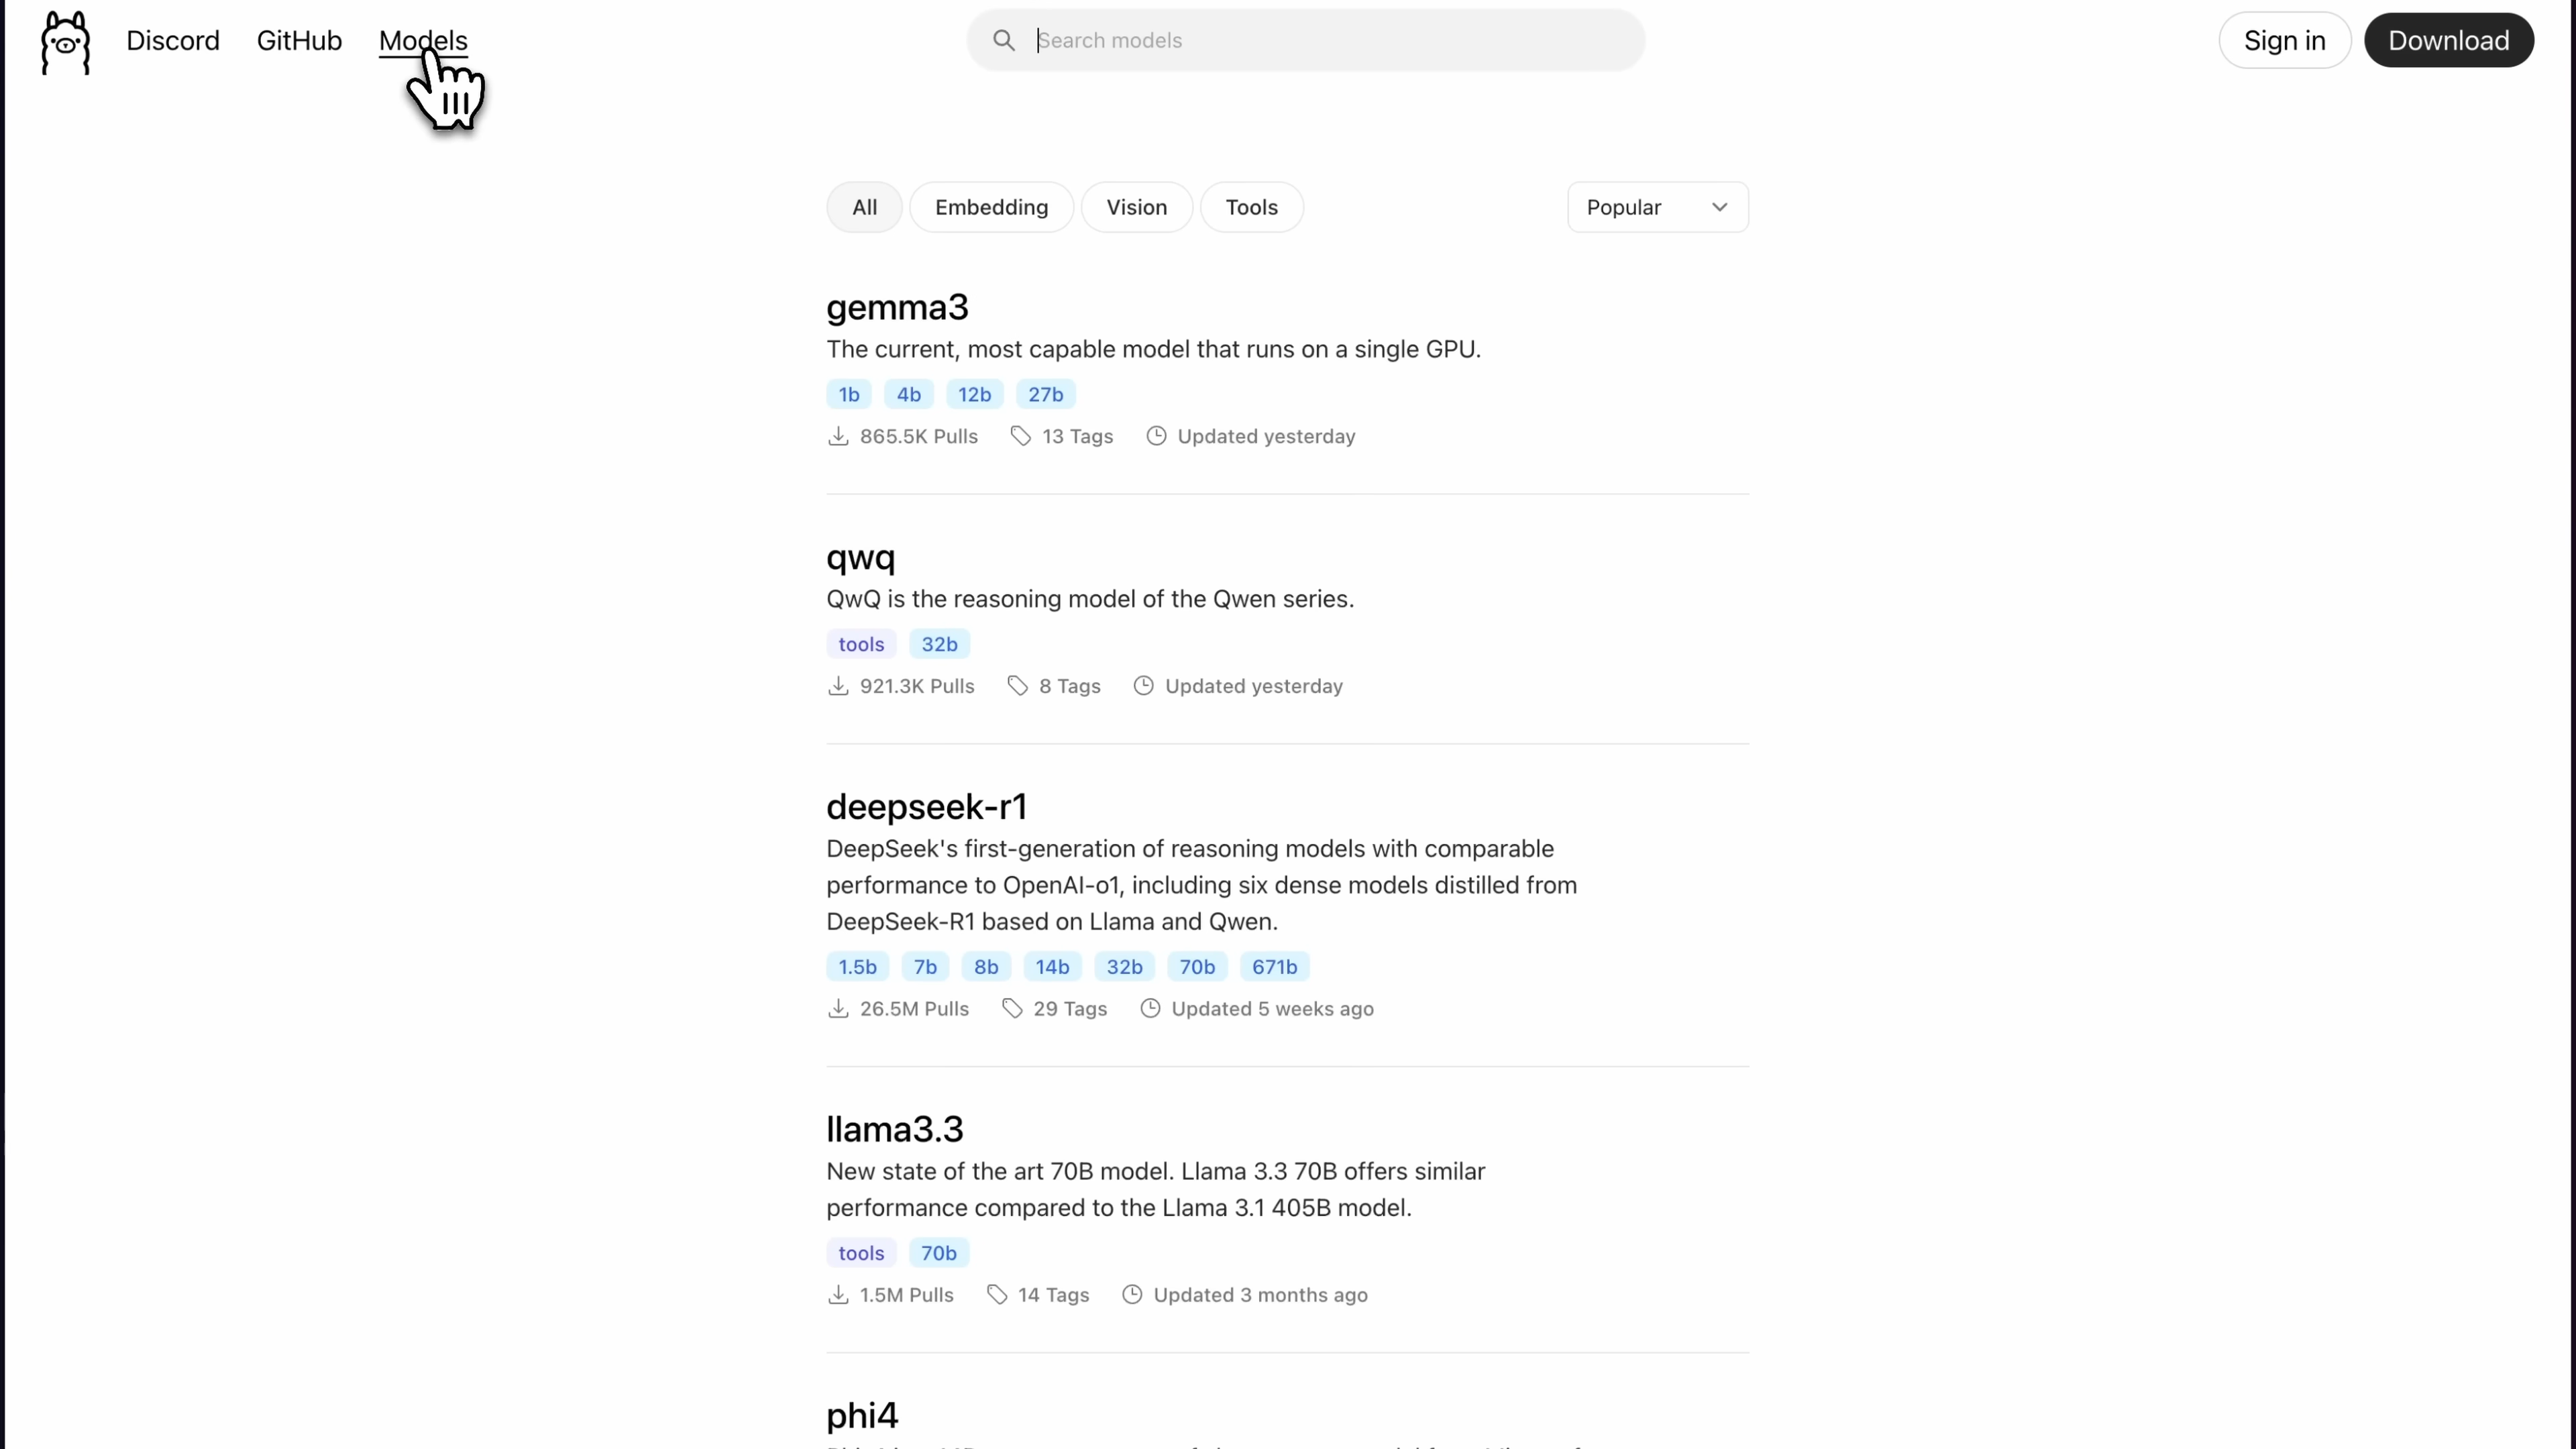 Discord GitHub Models Search models Sign in Download
All Embedding Vision Tools Popular
gemma3
The current, most capable model that runs on a single GPU.
1b 4b 12b 27b
865.5K Pulls 13 Tags Updated yesterday
qwq
QwQ is the reasoning model of the Qwen series.
tools 32b
921.3K Pulls 8 Tags Updated yesterday
deepseek-r1
DeepSeek's first-generation of reasoning models with comparable
performance to OpenAI-o1, including six dense models distilled from
DeepSeek-R1 based on Llama and Qwen.
1.5b 7b 8b 14b 32b 70b 671b
26.5M Pulls 29 Tags Updated 5 weeks ago
llama3.3
New state of the art 70B model. Llama 3.3 70B offers similar
performance compared to the Llama 3.1 405B model.
tools 70b
1.5M Pulls 14 Tags Updated 3 months ago
phi4